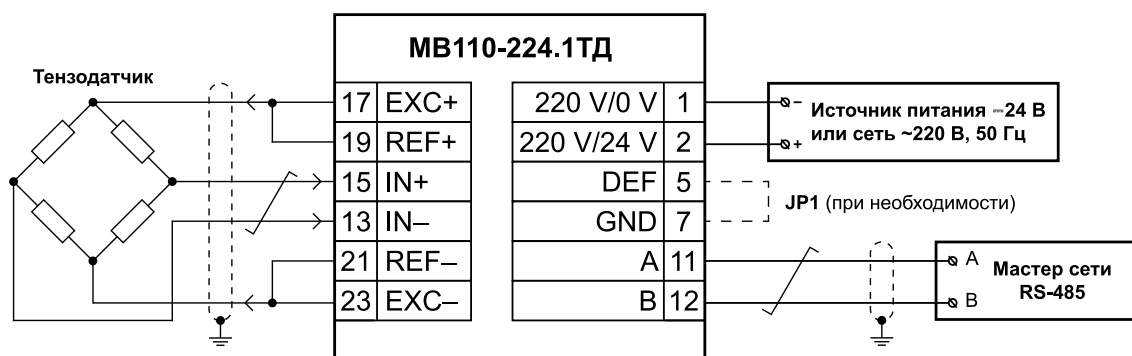 МВ110-224.1ТД
Тензодатчик
17 EXC+
19 REF+
15 IN+
13 IN–
21 REF–
23 EXC–
220 V/0 V 1
220 V/24 V 2
DEF 5
GND 7
A 11
B 12
–
+
Источник питания ⎓24 В
или сеть ~220 В, 50 Гц
JP1 (при необходимости)
A
B
Мастер сети
RS-485